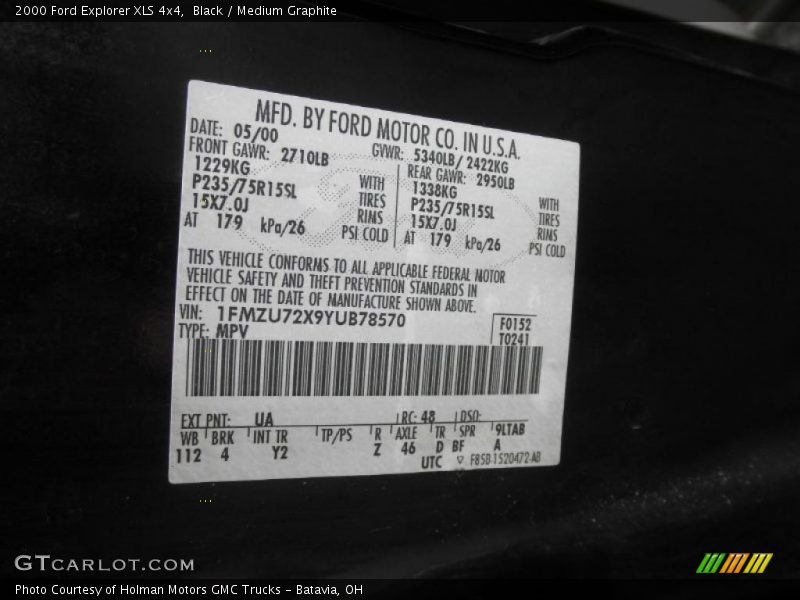 2000 Ford Explorer XLS 4x4,  Black / Medium Graphite
MFD. BY FORD MOTOR CO. IN U.S.A.
DATE: 05/00 GVWR: 5340LB/ 2422KG
FRONT GAWR: 2710LB REAR GAWR: 2950LB
1229KG WITH 1338KG WITH
P235/75R15SL TIRES P235/75R15SL TIRES
15X7.0J RIMS 15X7.0J RIMS
AT 179 kPa/26 PSI COLD AT 179 kPa/26 PSI COLD
THIS VEHICLE CONFORMS TO ALL APPLICABLE FEDERAL MOTOR
VEHICLE SAFETY AND THEFT PREVENTION STANDARDS IN
EFFECT ON THE DATE OF MANUFACTURE SHOWN ABOVE.
VIN: 1FMZU72X9YUB78570 F0152
TYPE: MPV T0241
EXT PNT: UA RC: 48 DSO:
WB BRK INT TR TP/PS R AXLE TR SPR 9LTAB
112 4 Y2 Z 46 D BF A
UTC ▽ F85B-1520472-AB
GTCARLOT.COM
Photo Courtesy of Holman Motors GMC Trucks - Batavia, OH